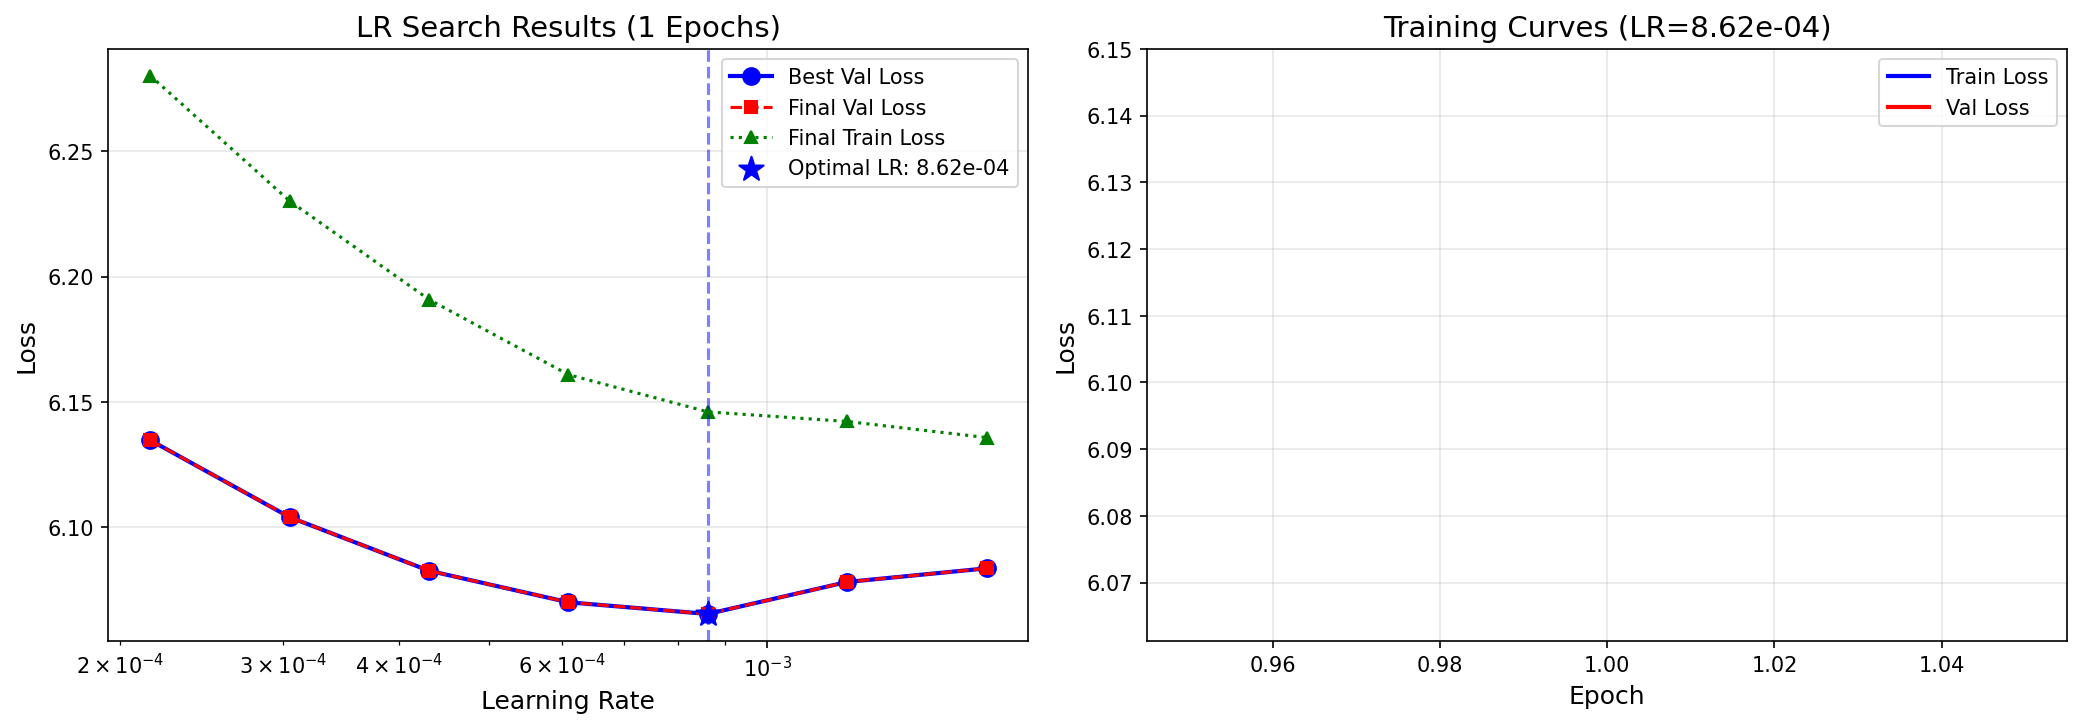 LR Search Results (1 Epochs)
Best Val Loss
Final Val Loss
Final Train Loss
Optimal LR: 8.62e-04
6.25
6.20
6.15
6.10
Loss
2 × 10⁻⁴
3 × 10⁻⁴
4 × 10⁻⁴
6 × 10⁻⁴
10⁻³
Learning Rate
Training Curves (LR=8.62e-04)
Train Loss
Val Loss
6.15
6.14
6.13
6.12
6.11
6.10
6.09
6.08
6.07
Loss
0.96
0.98
1.00
1.02
1.04
Epoch